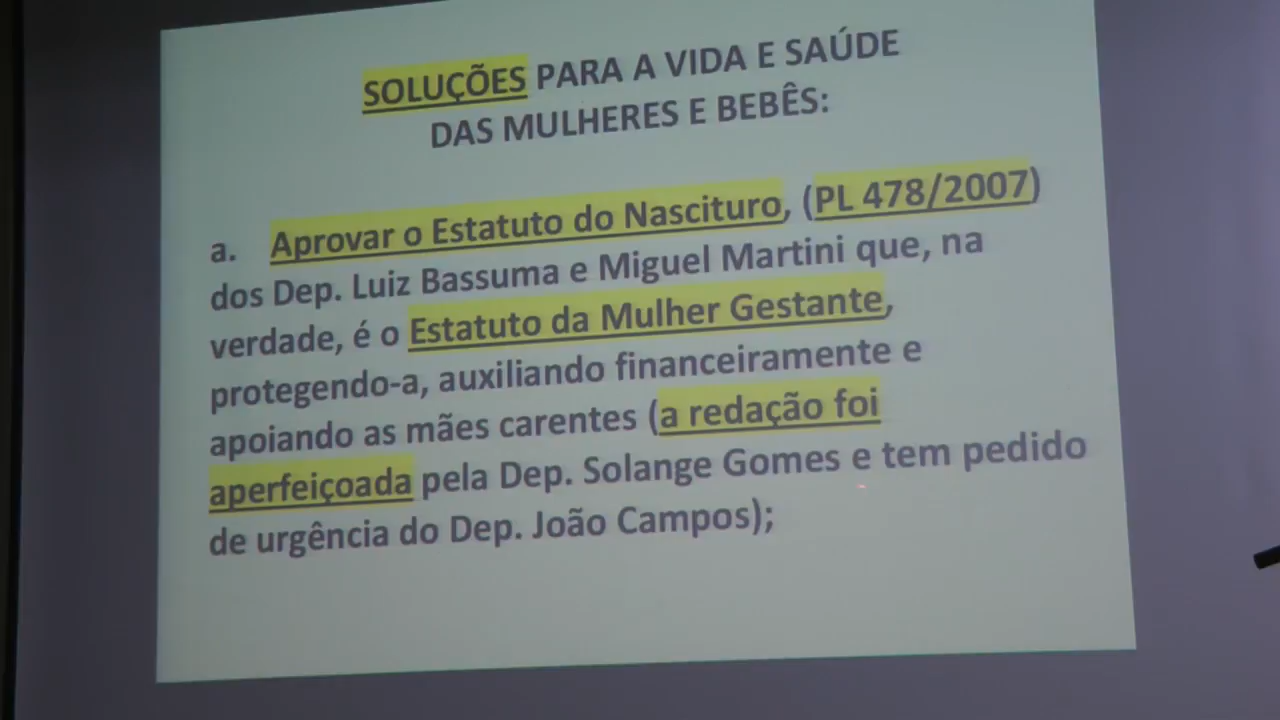 SOLUÇÕES PARA A VIDA E SAÚDE
DAS MULHERES E BEBÊS:
a. Aprovar o Estatuto do Nascituro, (PL 478/2007)
dos Dep. Luiz Bassuma e Miguel Martini que, na
verdade, é o Estatuto da Mulher Gestante,
protegendo-a, auxiliando financeiramente e
apoiando as mães carentes (a redação foi
aperfeiçoada pela Dep. Solange Gomes e tem pedido
de urgência do Dep. João Campos);